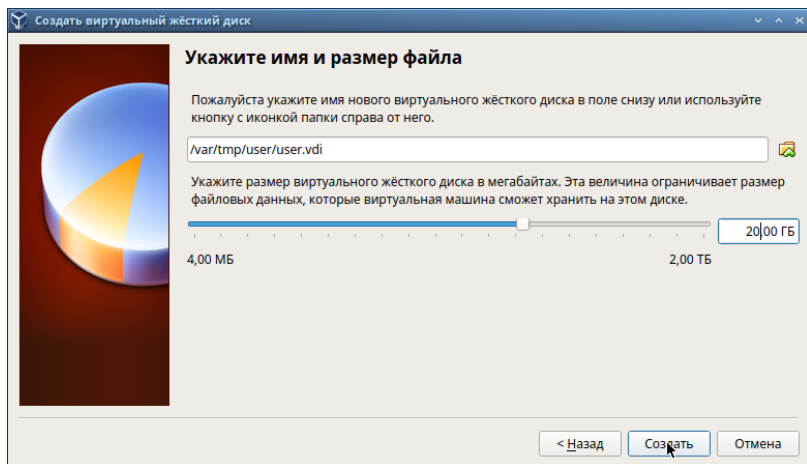 Создать виртуальный жёсткий диск
Укажите имя и размер файла
Пожалуйста укажите имя нового виртуального жёсткого диска в поле снизу или используйте
кнопку с иконкой папки справа от него.
/var/tmp/user/user.vdi
Укажите размер виртуального жёсткого диска в мегабайтах. Эта величина ограничивает размер
файловых данных, которые виртуальная машина сможет хранить на этом диске.
20,00 ГБ
4,00 МБ 2,00 ТБ
< Назад Создать Отмена